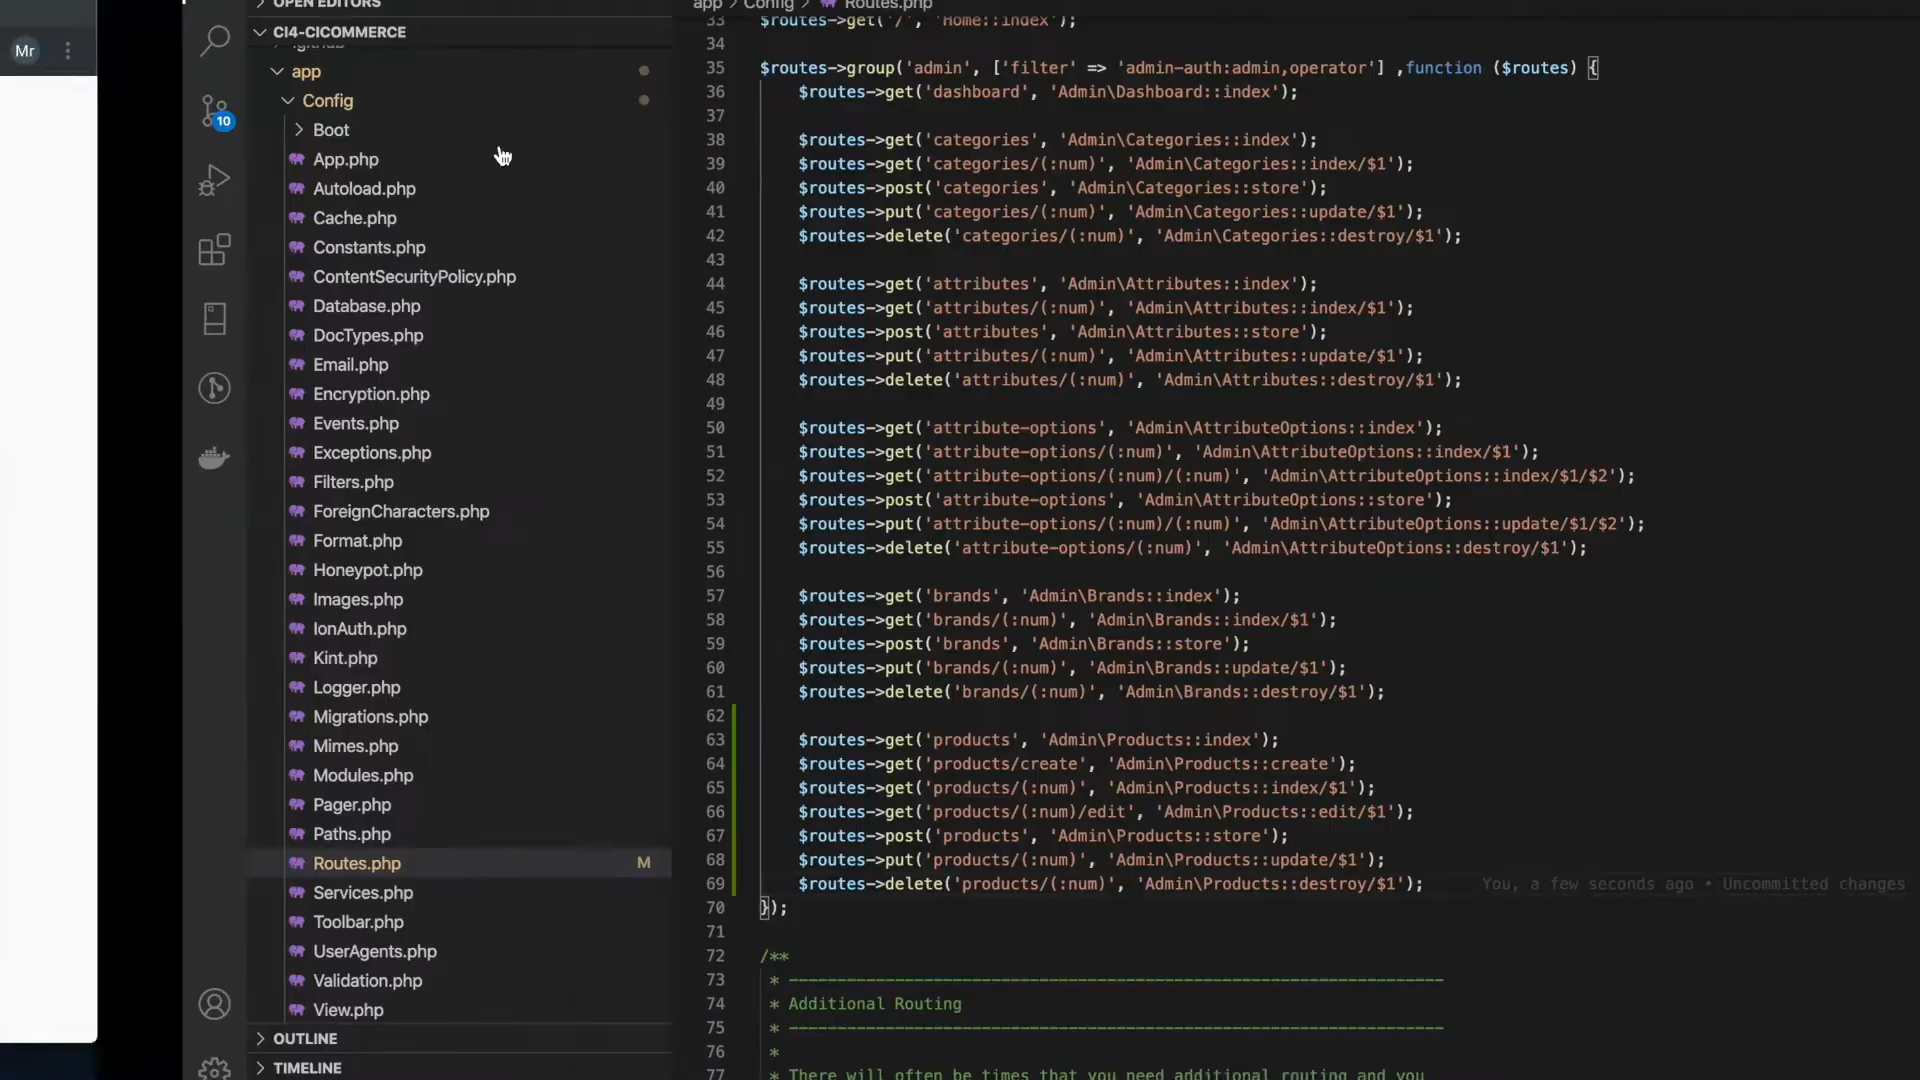 OPEN EDITORS
CI4-CICOMMERCE
.github
app
Config
Boot
App.php
Autoload.php
Cache.php
Constants.php
ContentSecurityPolicy.php
Database.php
DocTypes.php
Email.php
Encryption.php
Events.php
Exceptions.php
Filters.php
ForeignCharacters.php
Format.php
Honeypot.php
Images.php
IonAuth.php
Kint.php
Logger.php
Migrations.php
Mimes.php
Modules.php
Pager.php
Paths.php
Routes.php M
Services.php
Toolbar.php
UserAgents.php
Validation.php
View.php
OUTLINE
TIMELINE
Mr
10
app > Config > Routes.php
33 $routes->get('/', 'Home::index');
34
35 $routes->group('admin', ['filter' => 'admin-auth:admin,operator'] ,function ($routes) {
36 $routes->get('dashboard', 'Admin\Dashboard::index');
37
38 $routes->get('categories', 'Admin\Categories::index');
39 $routes->get('categories/(:num)', 'Admin\Categories::index/$1');
40 $routes->post('categories', 'Admin\Categories::store');
41 $routes->put('categories/(:num)', 'Admin\Categories::update/$1');
42 $routes->delete('categories/(:num)', 'Admin\Categories::destroy/$1');
43
44 $routes->get('attributes', 'Admin\Attributes::index');
45 $routes->get('attributes/(:num)', 'Admin\Attributes::index/$1');
46 $routes->post('attributes', 'Admin\Attributes::store');
47 $routes->put('attributes/(:num)', 'Admin\Attributes::update/$1');
48 $routes->delete('attributes/(:num)', 'Admin\Attributes::destroy/$1');
49
50 $routes->get('attribute-options', 'Admin\AttributeOptions::index');
51 $routes->get('attribute-options/(:num)', 'Admin\AttributeOptions::index/$1');
52 $routes->get('attribute-options/(:num)/(:num)', 'Admin\AttributeOptions::index/$1/$2');
53 $routes->post('attribute-options', 'Admin\AttributeOptions::store');
54 $routes->put('attribute-options/(:num)/(:num)', 'Admin\AttributeOptions::update/$1/$2');
55 $routes->delete('attribute-options/(:num)', 'Admin\AttributeOptions::destroy/$1');
56
57 $routes->get('brands', 'Admin\Brands::index');
58 $routes->get('brands/(:num)', 'Admin\Brands::index/$1');
59 $routes->post('brands', 'Admin\Brands::store');
60 $routes->put('brands/(:num)', 'Admin\Brands::update/$1');
61 $routes->delete('brands/(:num)', 'Admin\Brands::destroy/$1');
62
63 $routes->get('products', 'Admin\Products::index');
64 $routes->get('products/create', 'Admin\Products::create');
65 $routes->get('products/(:num)', 'Admin\Products::index/$1');
66 $routes->get('products/(:num)/edit', 'Admin\Products::edit/$1');
67 $routes->post('products', 'Admin\Products::store');
68 $routes->put('products/(:num)', 'Admin\Products::update/$1');
69 $routes->delete('products/(:num)', 'Admin\Products::destroy/$1'); You, a few seconds ago • Uncommitted changes
70 });
71
72 /**
73 * --------------------------------------------------------------------
74 * Additional Routing
75 * --------------------------------------------------------------------
76 *
77 * There will often be times that you need additional routing and you